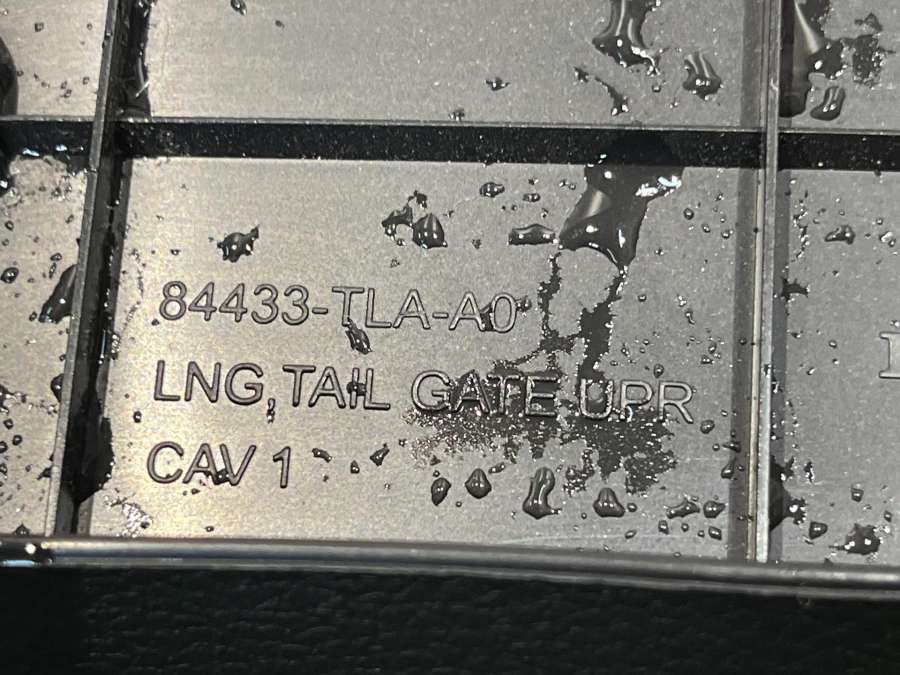 84433-TLA-A0
LNG,TAIL GATE UPR
CAV 1